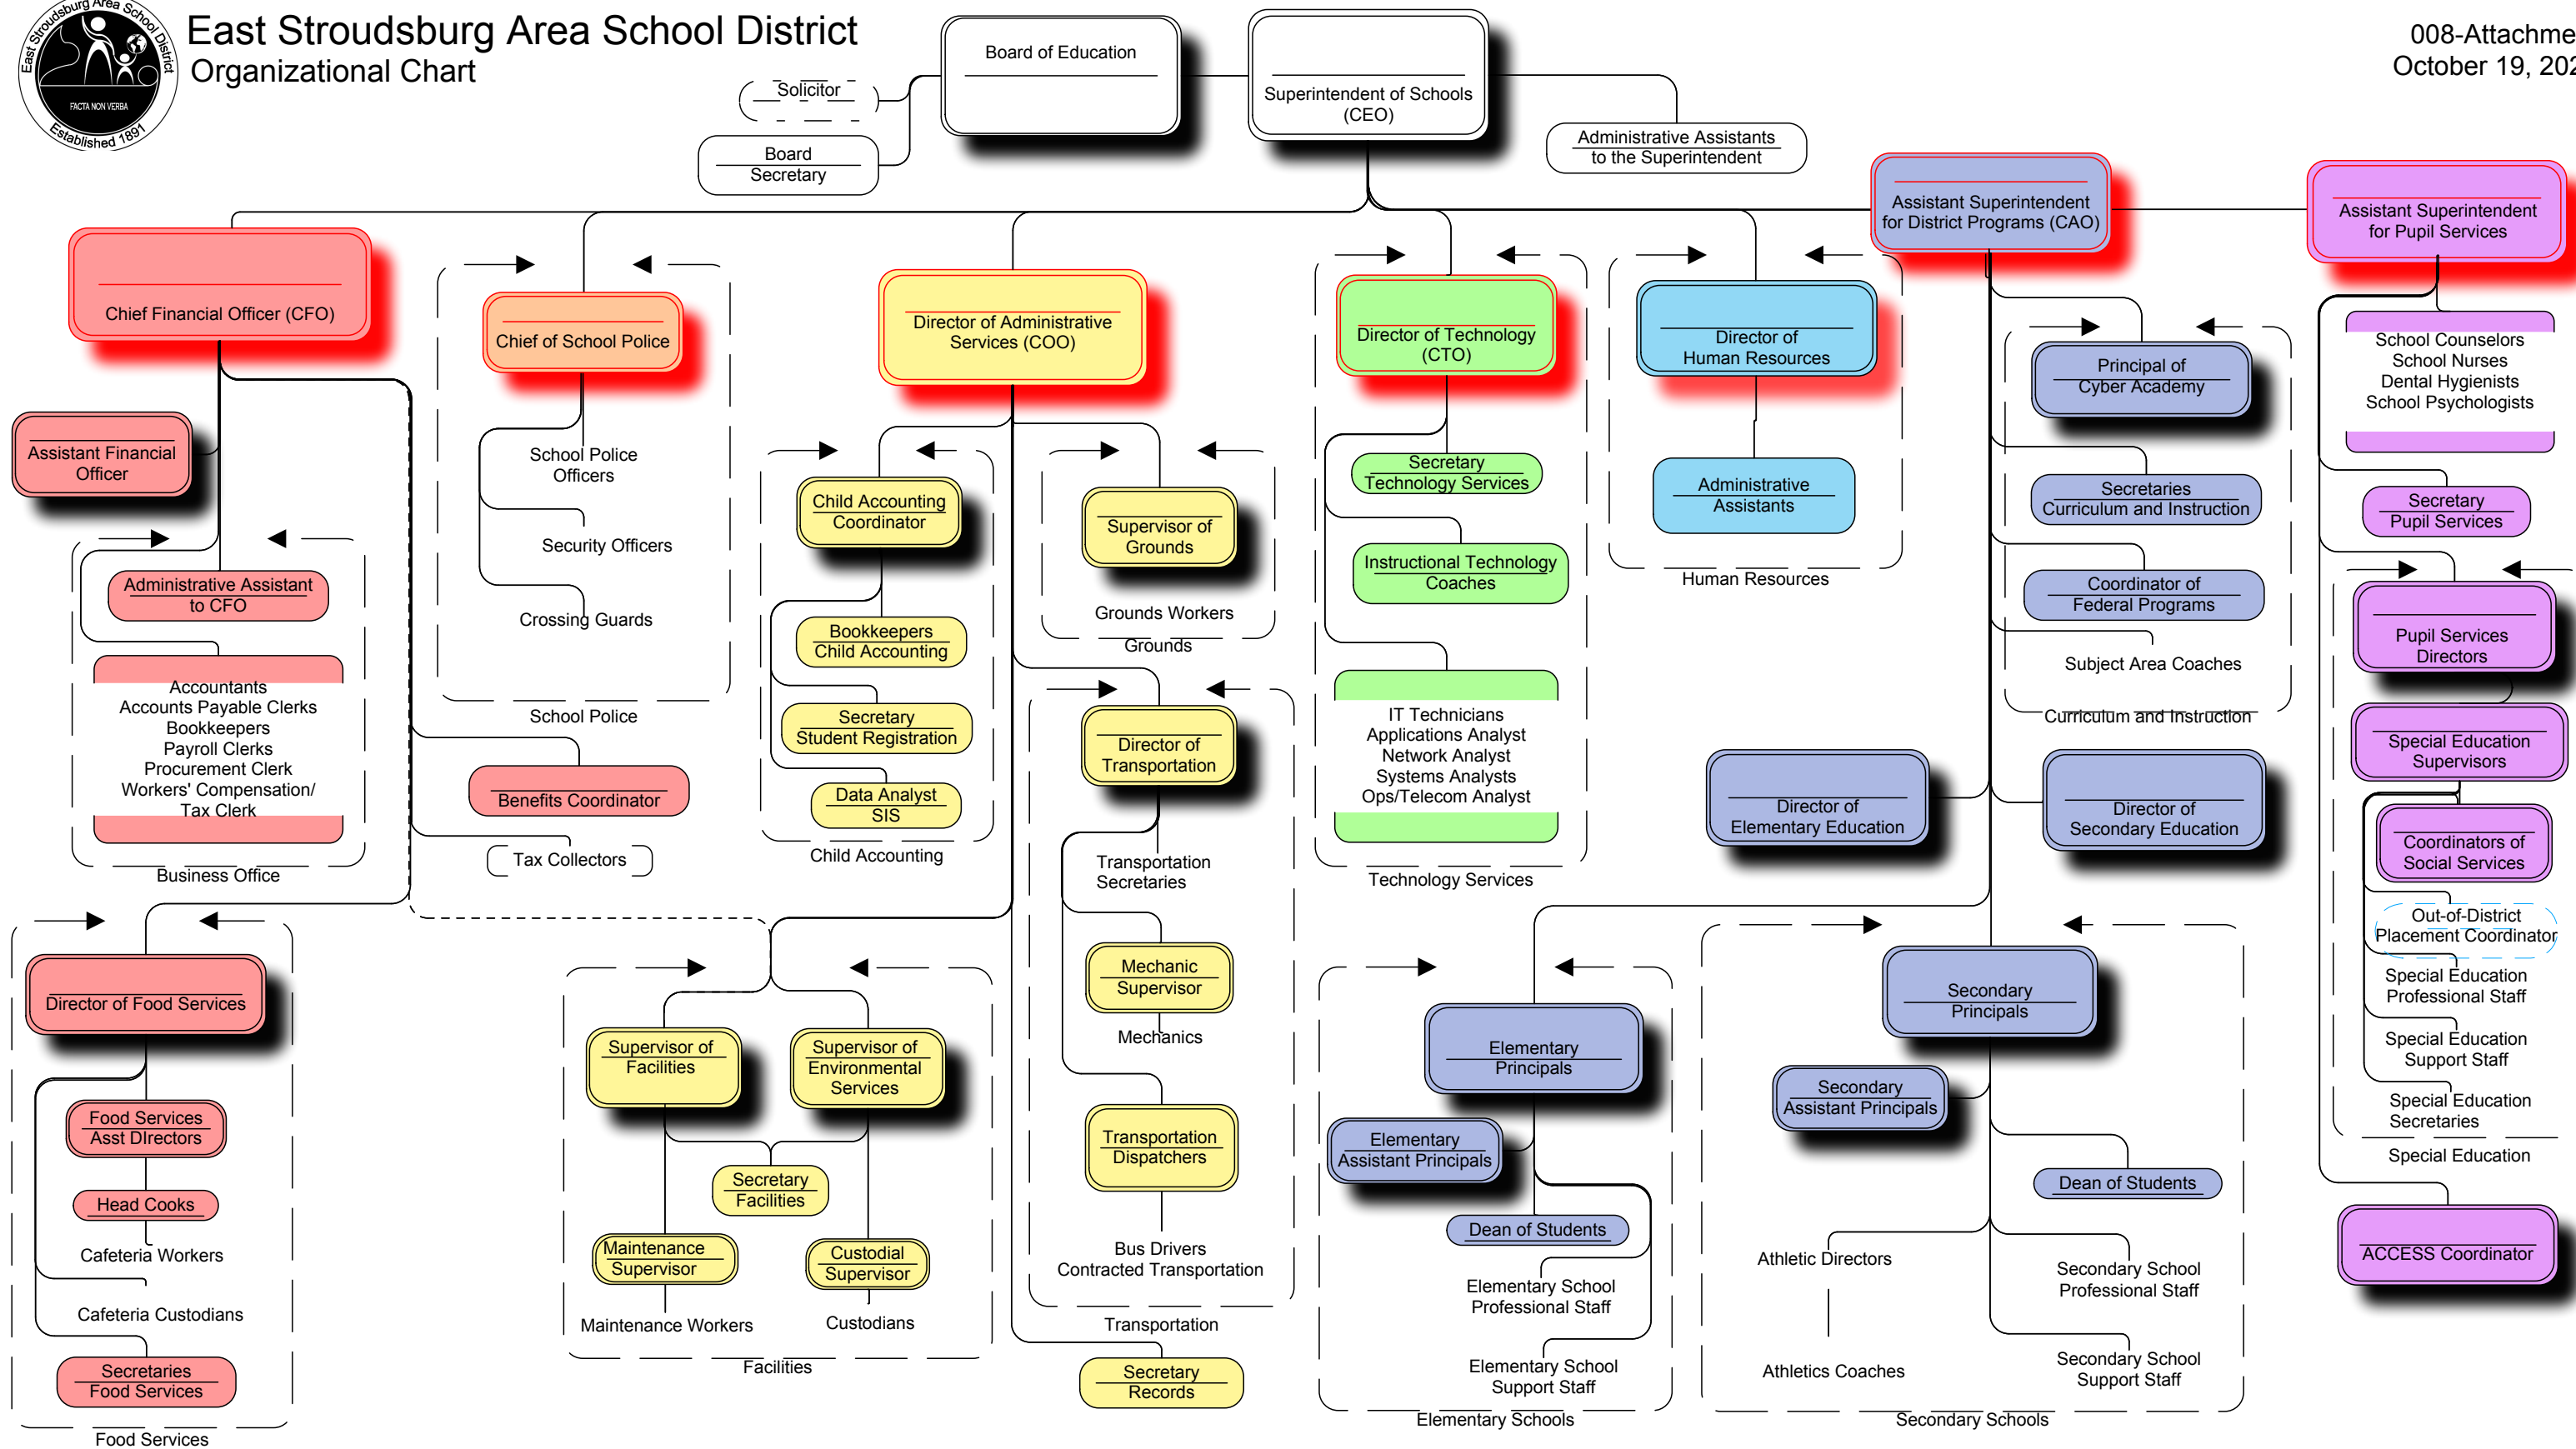 East Stroudsburg Area School District
FACTA NON VERBA
Established 1891
East Stroudsburg Area School District
Organizational Chart
008-Attachme
October 19, 202
Board of Education
Solicitor
Board
Secretary
Superintendent of Schools
(CEO)
Administrative Assistants
to the Superintendent
Chief Financial Officer (CFO)
Assistant Financial
Officer
Administrative Assistant
to CFO
Accountants
Accounts Payable Clerks
Bookkeepers
Payroll Clerks
Procurement Clerk
Workers' Compensation/
Tax Clerk
Business Office
Benefits Coordinator
Tax Collectors
Director of Food Services
Food Services
Asst DIrectors
Head Cooks
Cafeteria Workers
Cafeteria Custodians
Secretaries
Food Services
Food Services
Chief of School Police
School Police
Officers
Security Officers
Crossing Guards
School Police
Director of Administrative
Services (COO)
Child Accounting
Coordinator
Bookkeepers
Child Accounting
Secretary
Student Registration
Data Analyst
SIS
Child Accounting
Supervisor of
Grounds
Grounds Workers
Grounds
Director of
Transportation
Transportation
Secretaries
Mechanic
Supervisor
Mechanics
Transportation
Dispatchers
Bus Drivers
Contracted Transportation
Transportation
Secretary
Records
Supervisor of
Facilities
Supervisor of
Environmental
Services
Secretary
Facilities
Maintenance
Supervisor
Custodial
Supervisor
Maintenance Workers
Custodians
Facilities
Director of Technology
(CTO)
Secretary
Technology Services
Instructional Technology
Coaches
IT Technicians
Applications Analyst
Network Analyst
Systems Analysts
Ops/Telecom Analyst
Technology Services
Director of
Human Resources
Administrative
Assistants
Human Resources
Assistant Superintendent
for District Programs (CAO)
Principal of
Cyber Academy
Secretaries
Curriculum and Instruction
Coordinator of
Federal Programs
Subject Area Coaches
Curriculum and Instruction
Director of
Elementary Education
Director of
Secondary Education
Elementary
Principals
Elementary
Assistant Principals
Dean of Students
Elementary School
Professional Staff
Elementary School
Support Staff
Elementary Schools
Secondary
Principals
Secondary
Assistant Principals
Dean of Students
Athletic Directors
Athletics Coaches
Secondary School
Professional Staff
Secondary School
Support Staff
Secondary Schools
Assistant Superintendent
for Pupil Services
School Counselors
School Nurses
Dental Hygienists
School Psychologists
Secretary
Pupil Services
Pupil Services
Directors
Special Education
Supervisors
Coordinators of
Social Services
Out-of-District
Placement Coordinator
Special Education
Professional Staff
Special Education
Support Staff
Special Education
Secretaries
Special Education
ACCESS Coordinator